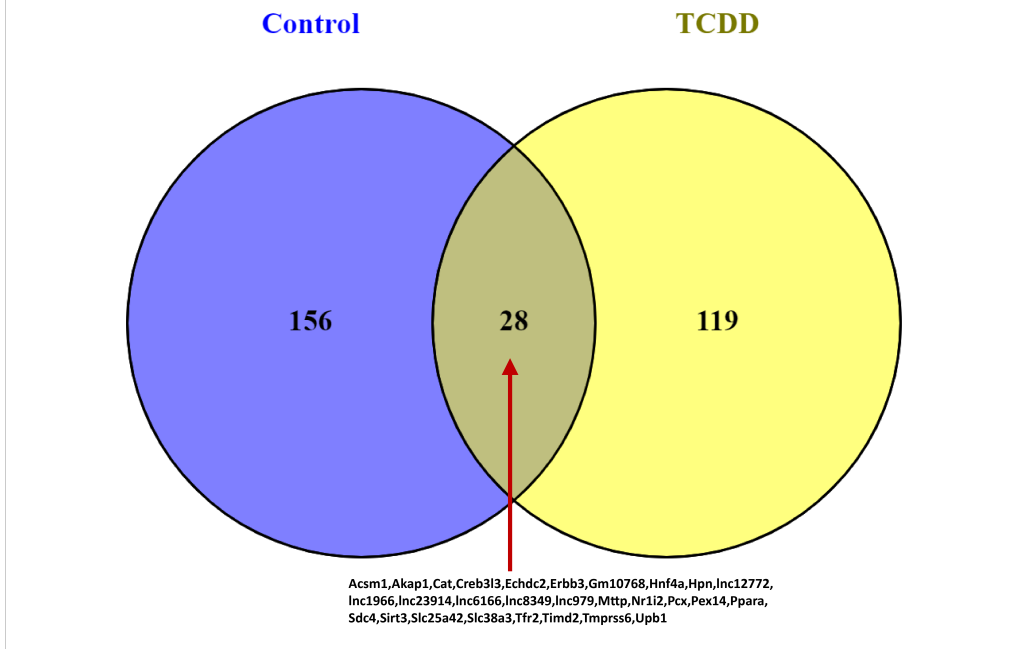 Control TCDD
156 28 119
Acsm1,Akap1,Cat,Creb3l3,Echdc2,Erbb3,Gm10768,Hnf4a,Hpn,lnc12772,
lnc1966,lnc23914,lnc6166,lnc8349,lnc979,Mttp,Nr1i2,Pcx,Pex14,Ppara,
Sdc4,Sirt3,Slc25a42,Slc38a3,Tfr2,Timd2,Tmprss6,Upb1